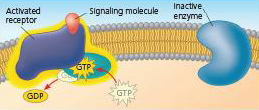 Activated
receptor
Signaling molecule
Inactive
enzyme
GTP
GDP
GTP